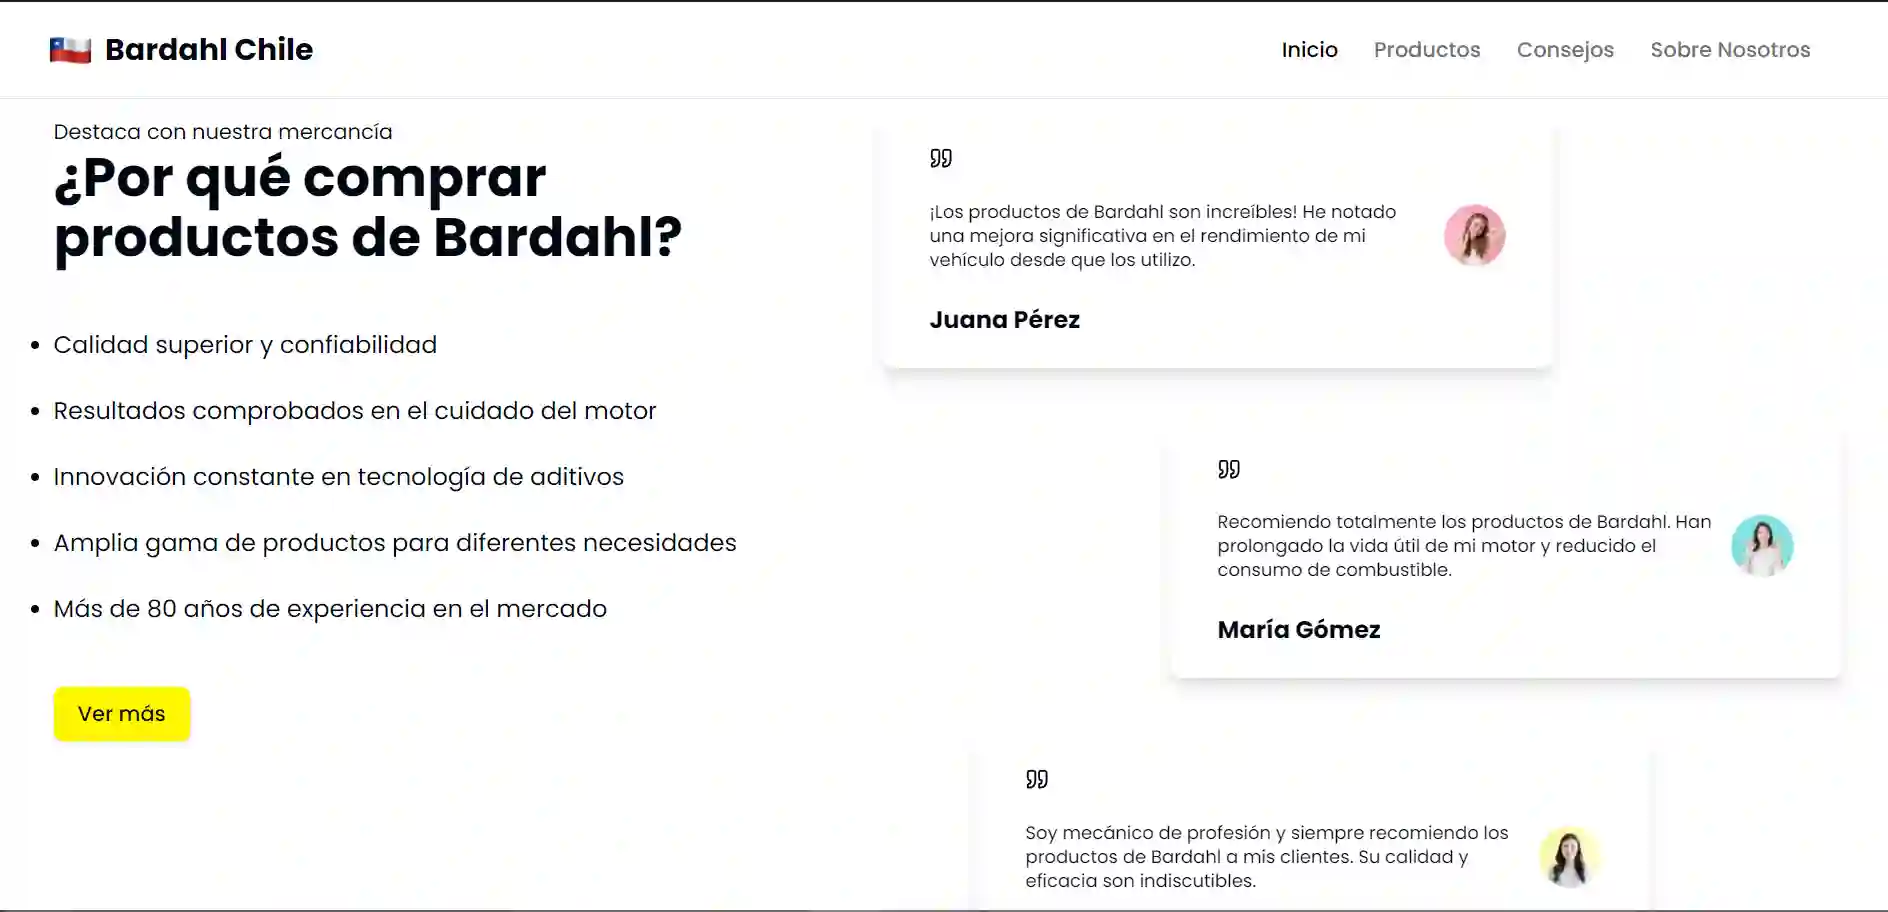 Bardahl Chile
Inicio
Productos
Consejos
Sobre Nosotros
Destaca con nuestra mercancía
¿Por qué comprar
productos de Bardahl?
Calidad superior y confiabilidad
Resultados comprobados en el cuidado del motor
Innovación constante en tecnología de aditivos
Amplia gama de productos para diferentes necesidades
Más de 80 años de experiencia en el mercado
Ver más
¡Los productos de Bardahl son increíbles! He notado
una mejora significativa en el rendimiento de mi
vehículo desde que los utilizo.
Juana Pérez
Recomiendo totalmente los productos de Bardahl. Han
prolongado la vida útil de mi motor y reducido el
consumo de combustible.
María Gómez
Soy mecánico de profesión y siempre recomiendo los
productos de Bardahl a mis clientes. Su calidad y
eficacia son indiscutibles.